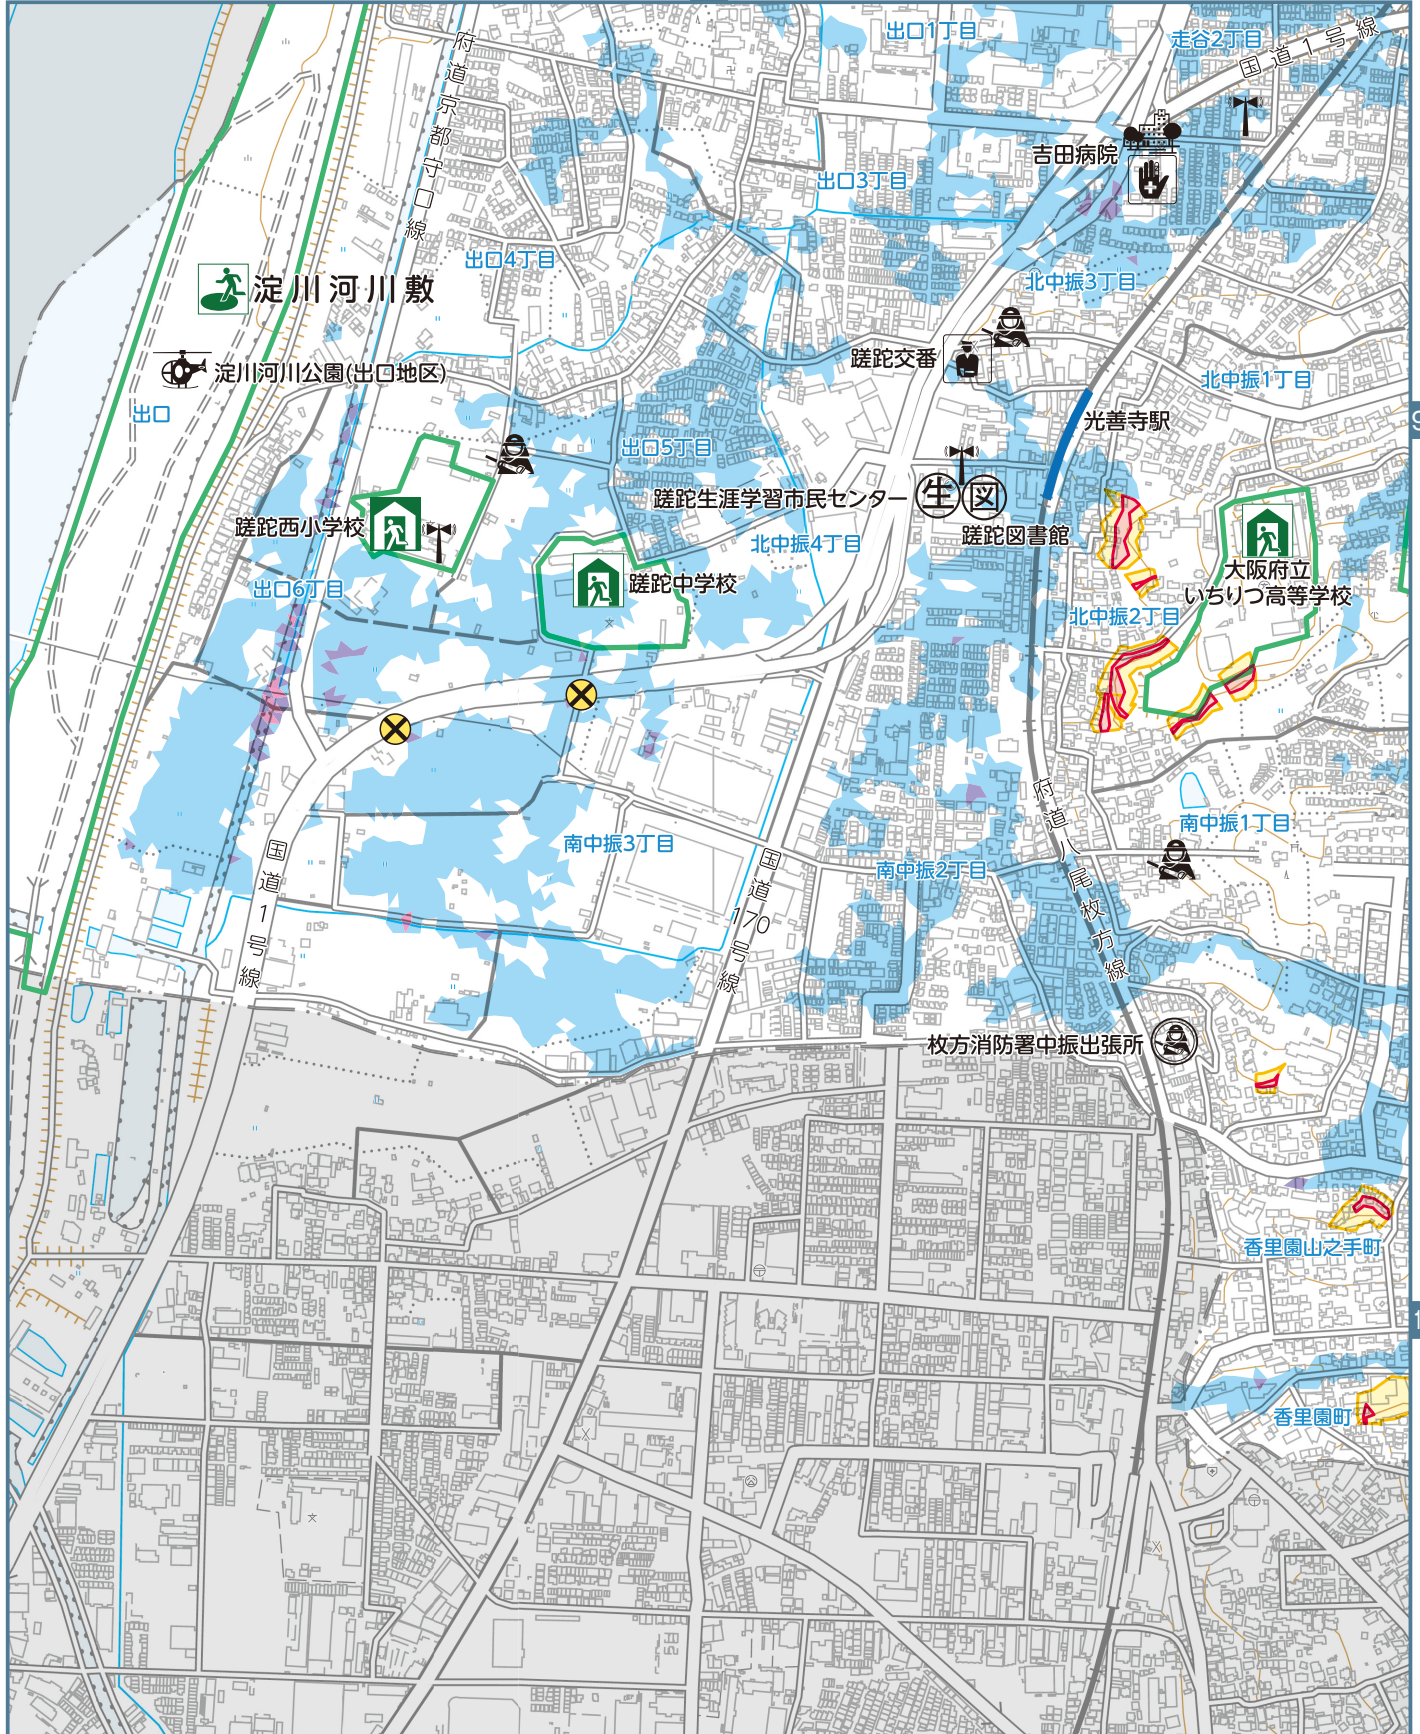 出口1丁目
走谷2丁目
国道1号線
府道京都守口線
吉田病院
出口3丁目
出口4丁目
北中振3丁目
淀川河川敷
蹉跎交番
淀川河川公園(出口地区)
北中振1丁目
出口
光善寺駅
9
出口5丁目
蹉跎生涯学習市民センター
生
図
蹉跎西小学校
蹉跎図書館
北中振4丁目
大阪府立
いちりつ高等学校
蹉跎中学校
出口6丁目
北中振2丁目
府道八尾枚方線
南中振1丁目
南中振3丁目
国道1号線
国道170号線
南中振2丁目
枚方消防署中振出張所
香里園山之手町
1
香里園町